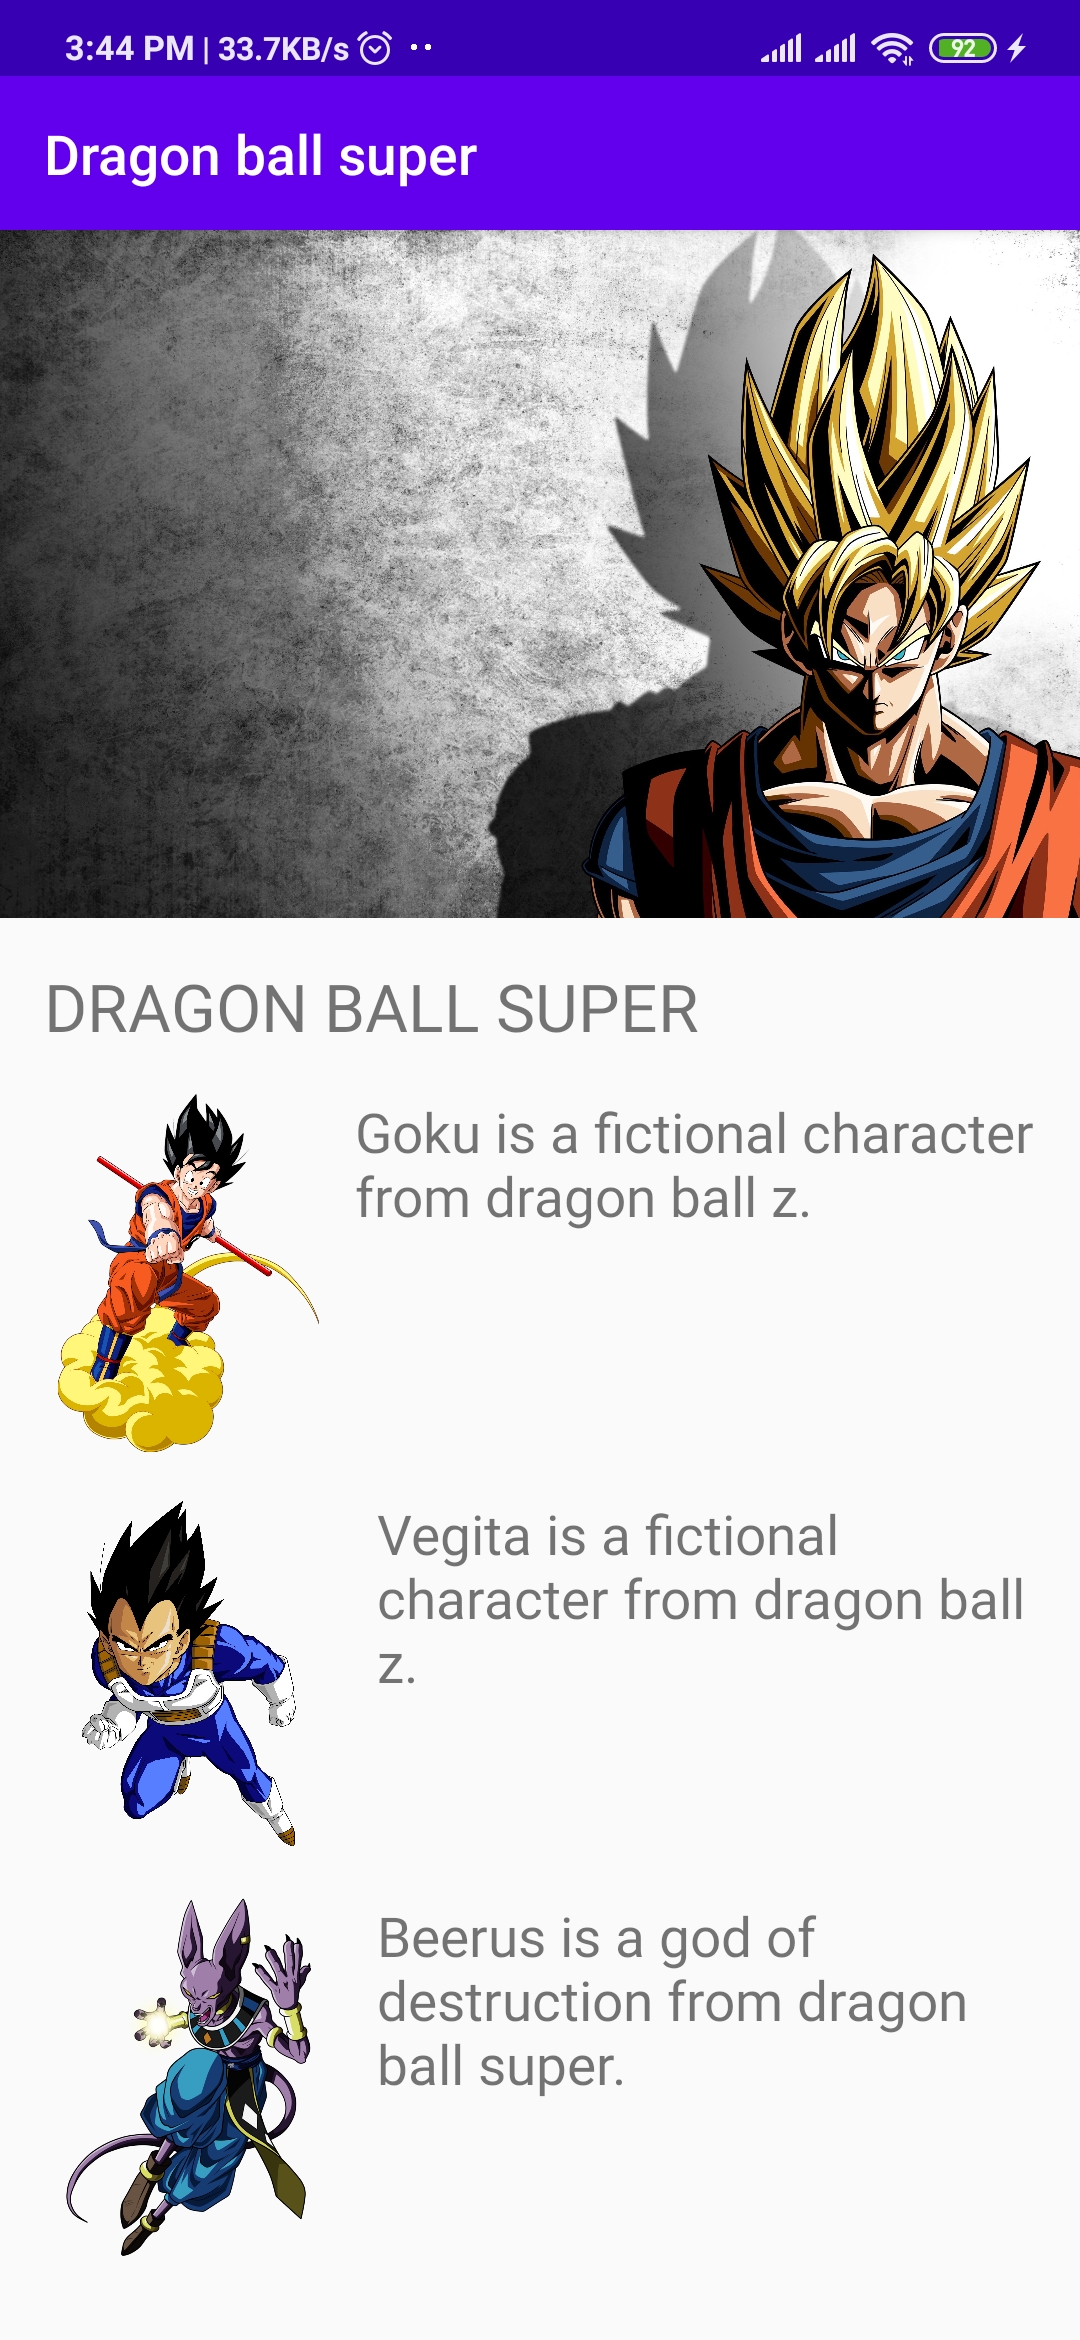 3:44 PM | 33.7KB/s
92
Dragon ball super
DRAGON BALL SUPER
Goku is a fictional character
from dragon ball z.
Vegita is a fictional
character from dragon ball
z.
Beerus is a god of
destruction from dragon
ball super.